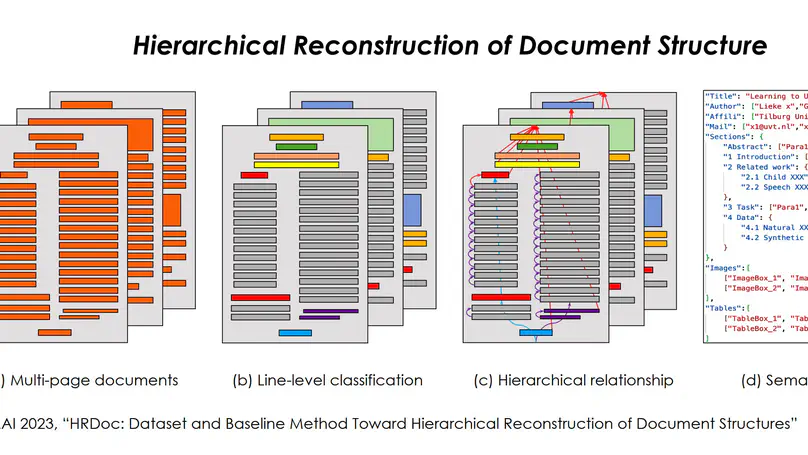 Hierarchical Reconstruction of Document Structure
"Title": "Learning to U
"Author": ["Lieke x","G
"Affili": ["Tilburg Uni
"Mail": ["x1@uvt.nl","x
"Sections": {
"Abstract": ["Para1
"1 Introduction": [
"2 Related work": {
"2.1 Child XXX"
"2.2 Speech XXX
},
"3 Task": ["Para1",
"4 Data": {
"4.1 Natural XX
"4.2 Synthetic
}
},
"Images":[
["ImageBox_1", "Ima
["ImageBox_2", "Ima
],
"Tables":[
["TableBox_1", "Tab
["TableBox_2", "Tab
]
) Multi-page documents
(b) Line-level classification
(c) Hierarchical relationship
(d) Sema
AI 2023, “HRDoc: Dataset and Baseline Method Toward Hierarchical Reconstruction of Document Structures”